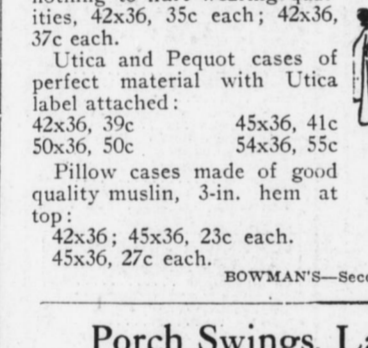 ities, 42x36, 35c each; 42x36,
37c each.
Utica and Pequot cases of
perfect material with Utica
label attached:
42x36, 39c 45x36, 41c
50x36, 50c 54x36, 55c
Pillow cases made of good
quality muslin, 3-in. hem at
top:
42x36; 45x36, 23c each.
45x36, 27c each.
BOWMAN'S—Seco
Porch Swings, La